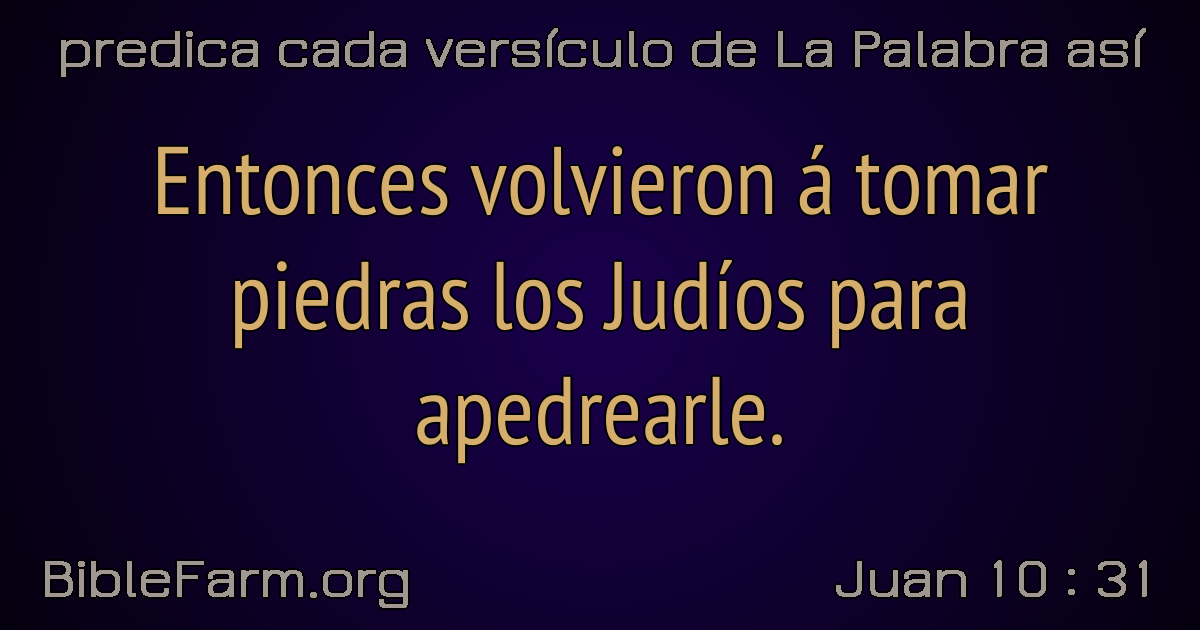 predica cada versículo de La Palabra así
Entonces volvieron á tomar
piedras los Judíos para
apedrearle.
BibleFarm.org
Juan 10 : 31